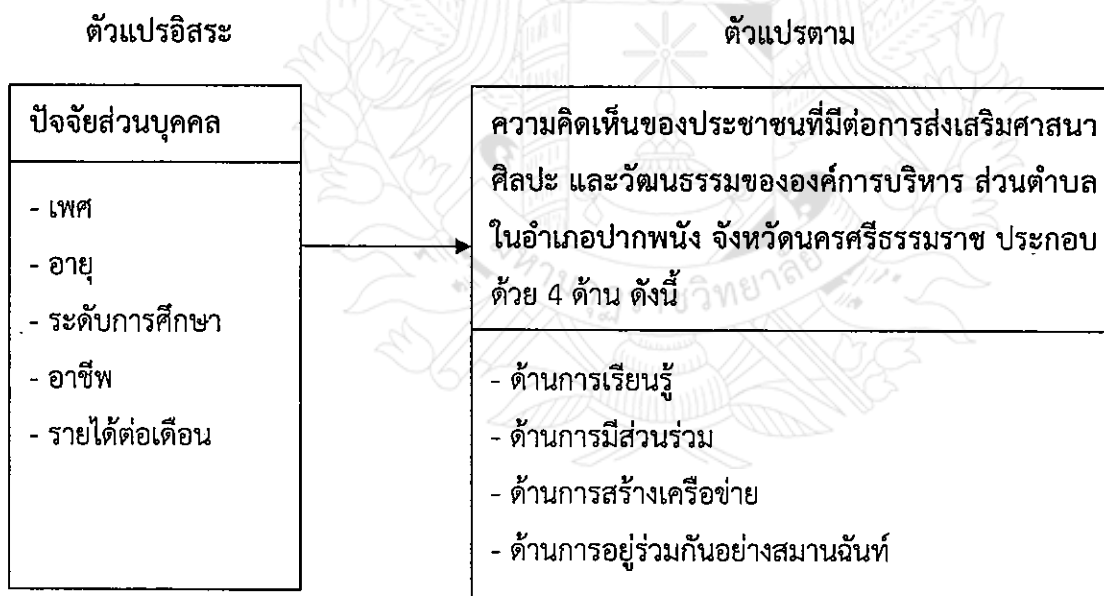 ตัวแปรอิสระ
ตัวแปรตาม
ปัจจัยส่วนบุคคล
- เพศ
- อายุ
- ระดับการศึกษา
- อาชีพ
- รายได้ต่อเดือน
ความคิดเห็นของประชาชนที่มีต่อการส่งเสริมศาสนา
ศิลปะ และวัฒนธรรมขององค์การบริหาร ส่วนตำบล
ในอำเภอปากพนัง จังหวัดนครศรีธรรมราช ประกอบ
ด้วย 4 ด้าน ดังนี้
- ด้านการเรียนรู้
- ด้านการมีส่วนร่วม
- ด้านการสร้างเครือข่าย
- ด้านการอยู่ร่วมกันอย่างสมานฉันท์